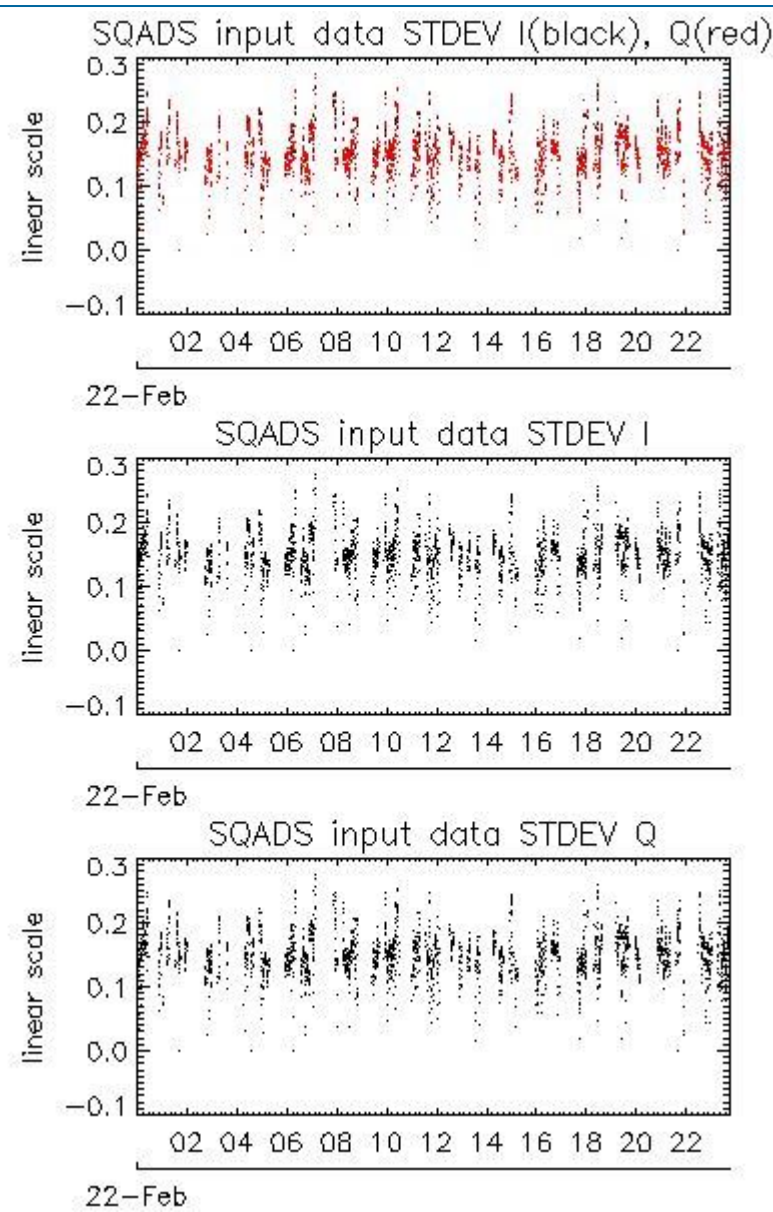 SQADS input data STDEV I(black), Q(red)
0.3
0.2
0.1
0.0
−0.1
linear scale
02 04 06 08 10 12 14 16 18 20 22
22−Feb
SQADS input data STDEV I
0.3
0.2
0.1
0.0
−0.1
linear scale
02 04 06 08 10 12 14 16 18 20 22
22−Feb
SQADS input data STDEV Q
0.3
0.2
0.1
0.0
−0.1
linear scale
02 04 06 08 10 12 14 16 18 20 22
22−Feb